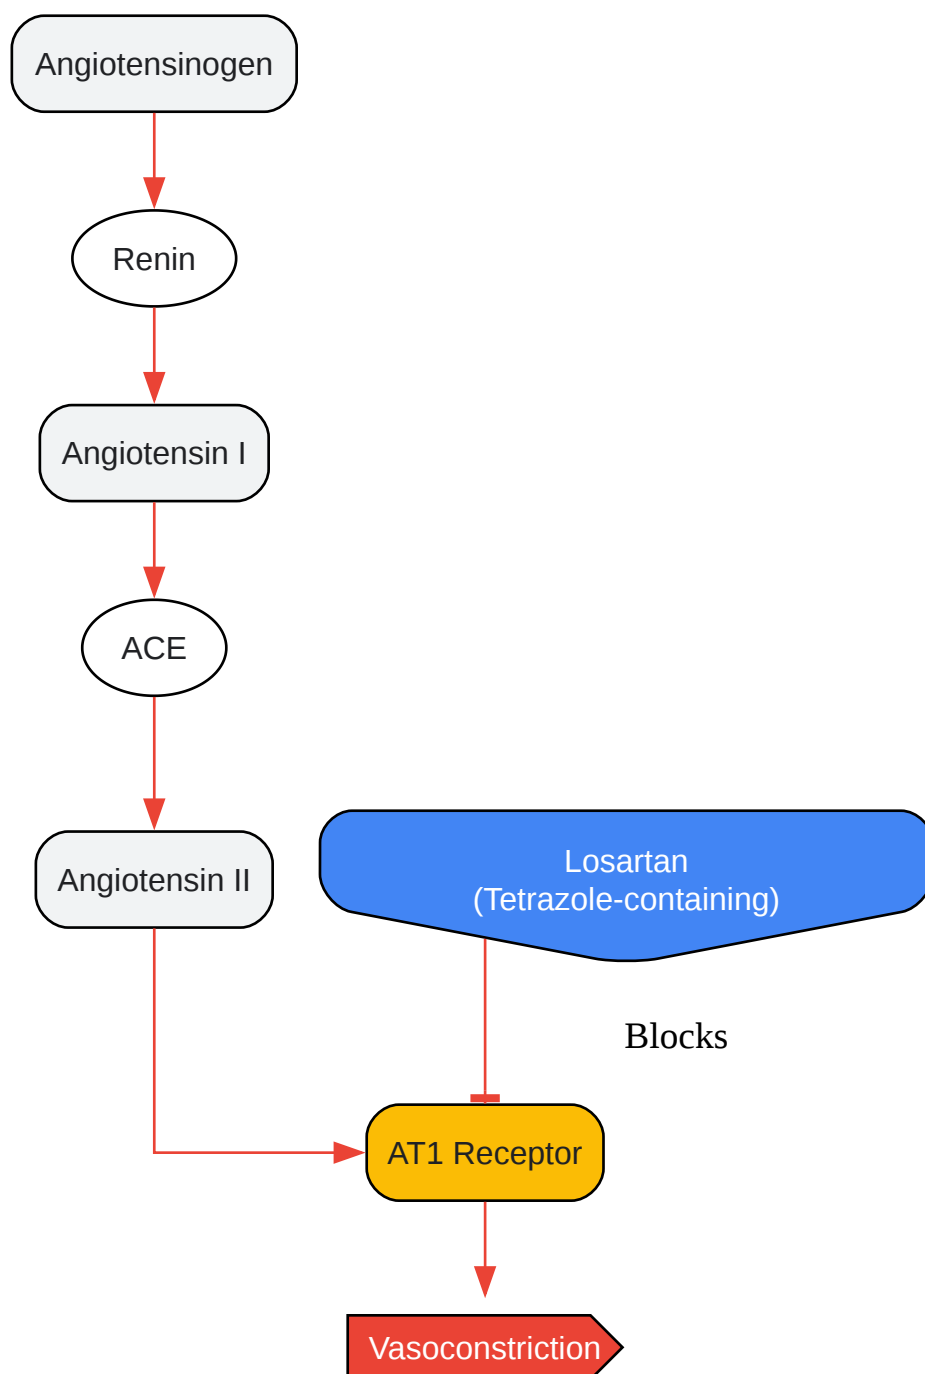 Angiotensinogen
Renin
Angiotensin I
ACE
Angiotensin II
Losartan
(Tetrazole-containing)
Blocks
AT1 Receptor
Vasoconstriction